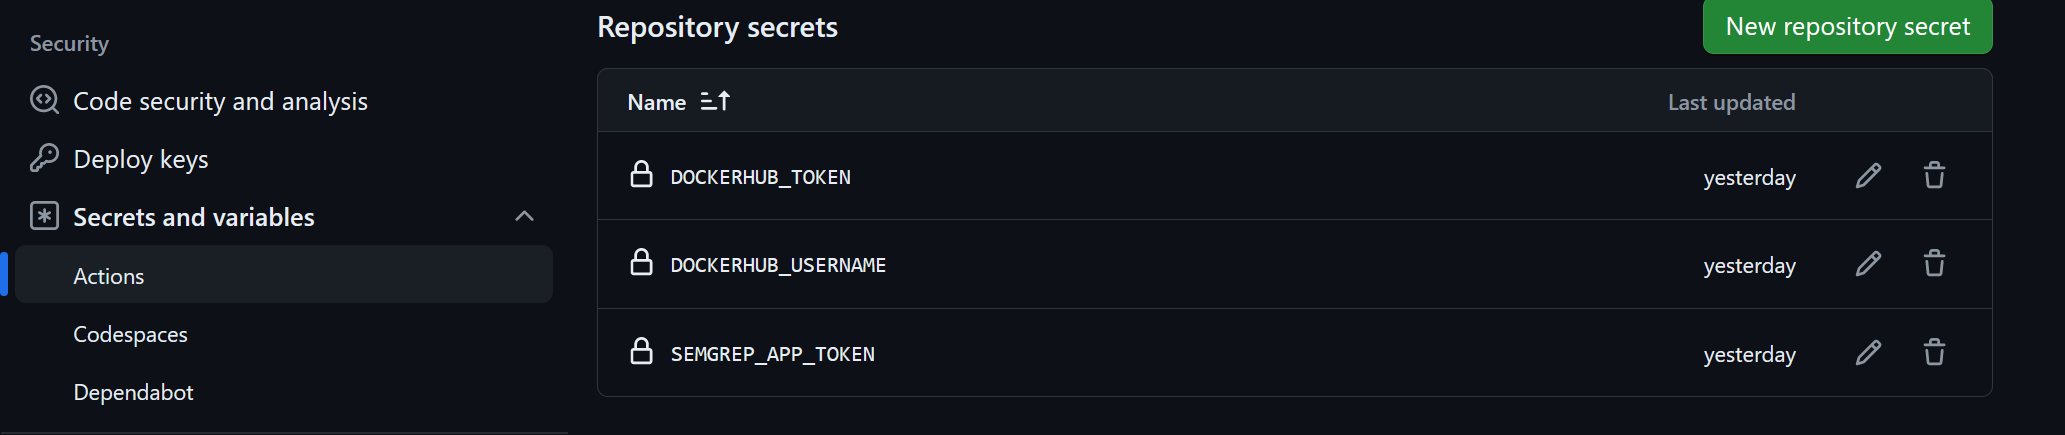 Security
Code security and analysis
Deploy keys
Secrets and variables
Actions
Codespaces
Dependabot
Repository secrets
New repository secret
Name Last updated
DOCKERHUB_TOKEN yesterday
DOCKERHUB_USERNAME yesterday
SEMGREP_APP_TOKEN yesterday